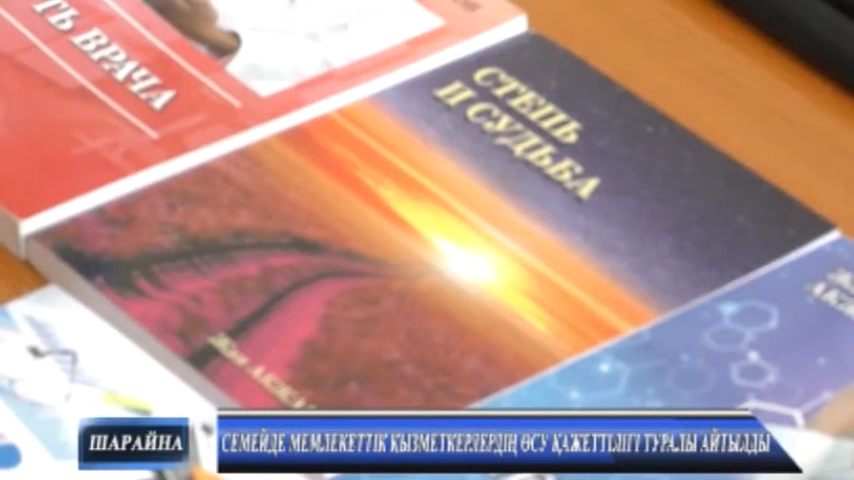 ТЬ ВРАЧА
СТЕПЬ
И СУДЬБА
ШАРАЙНА
СЕМЕЙДЕ МЕМЛЕКЕТТІК ҚЫЗМЕТКЕРЛЕРДІҢ ӨСУ ҚАЖЕТТІЛІГІ ТУРАЛЫ АЙТЫЛДЫ